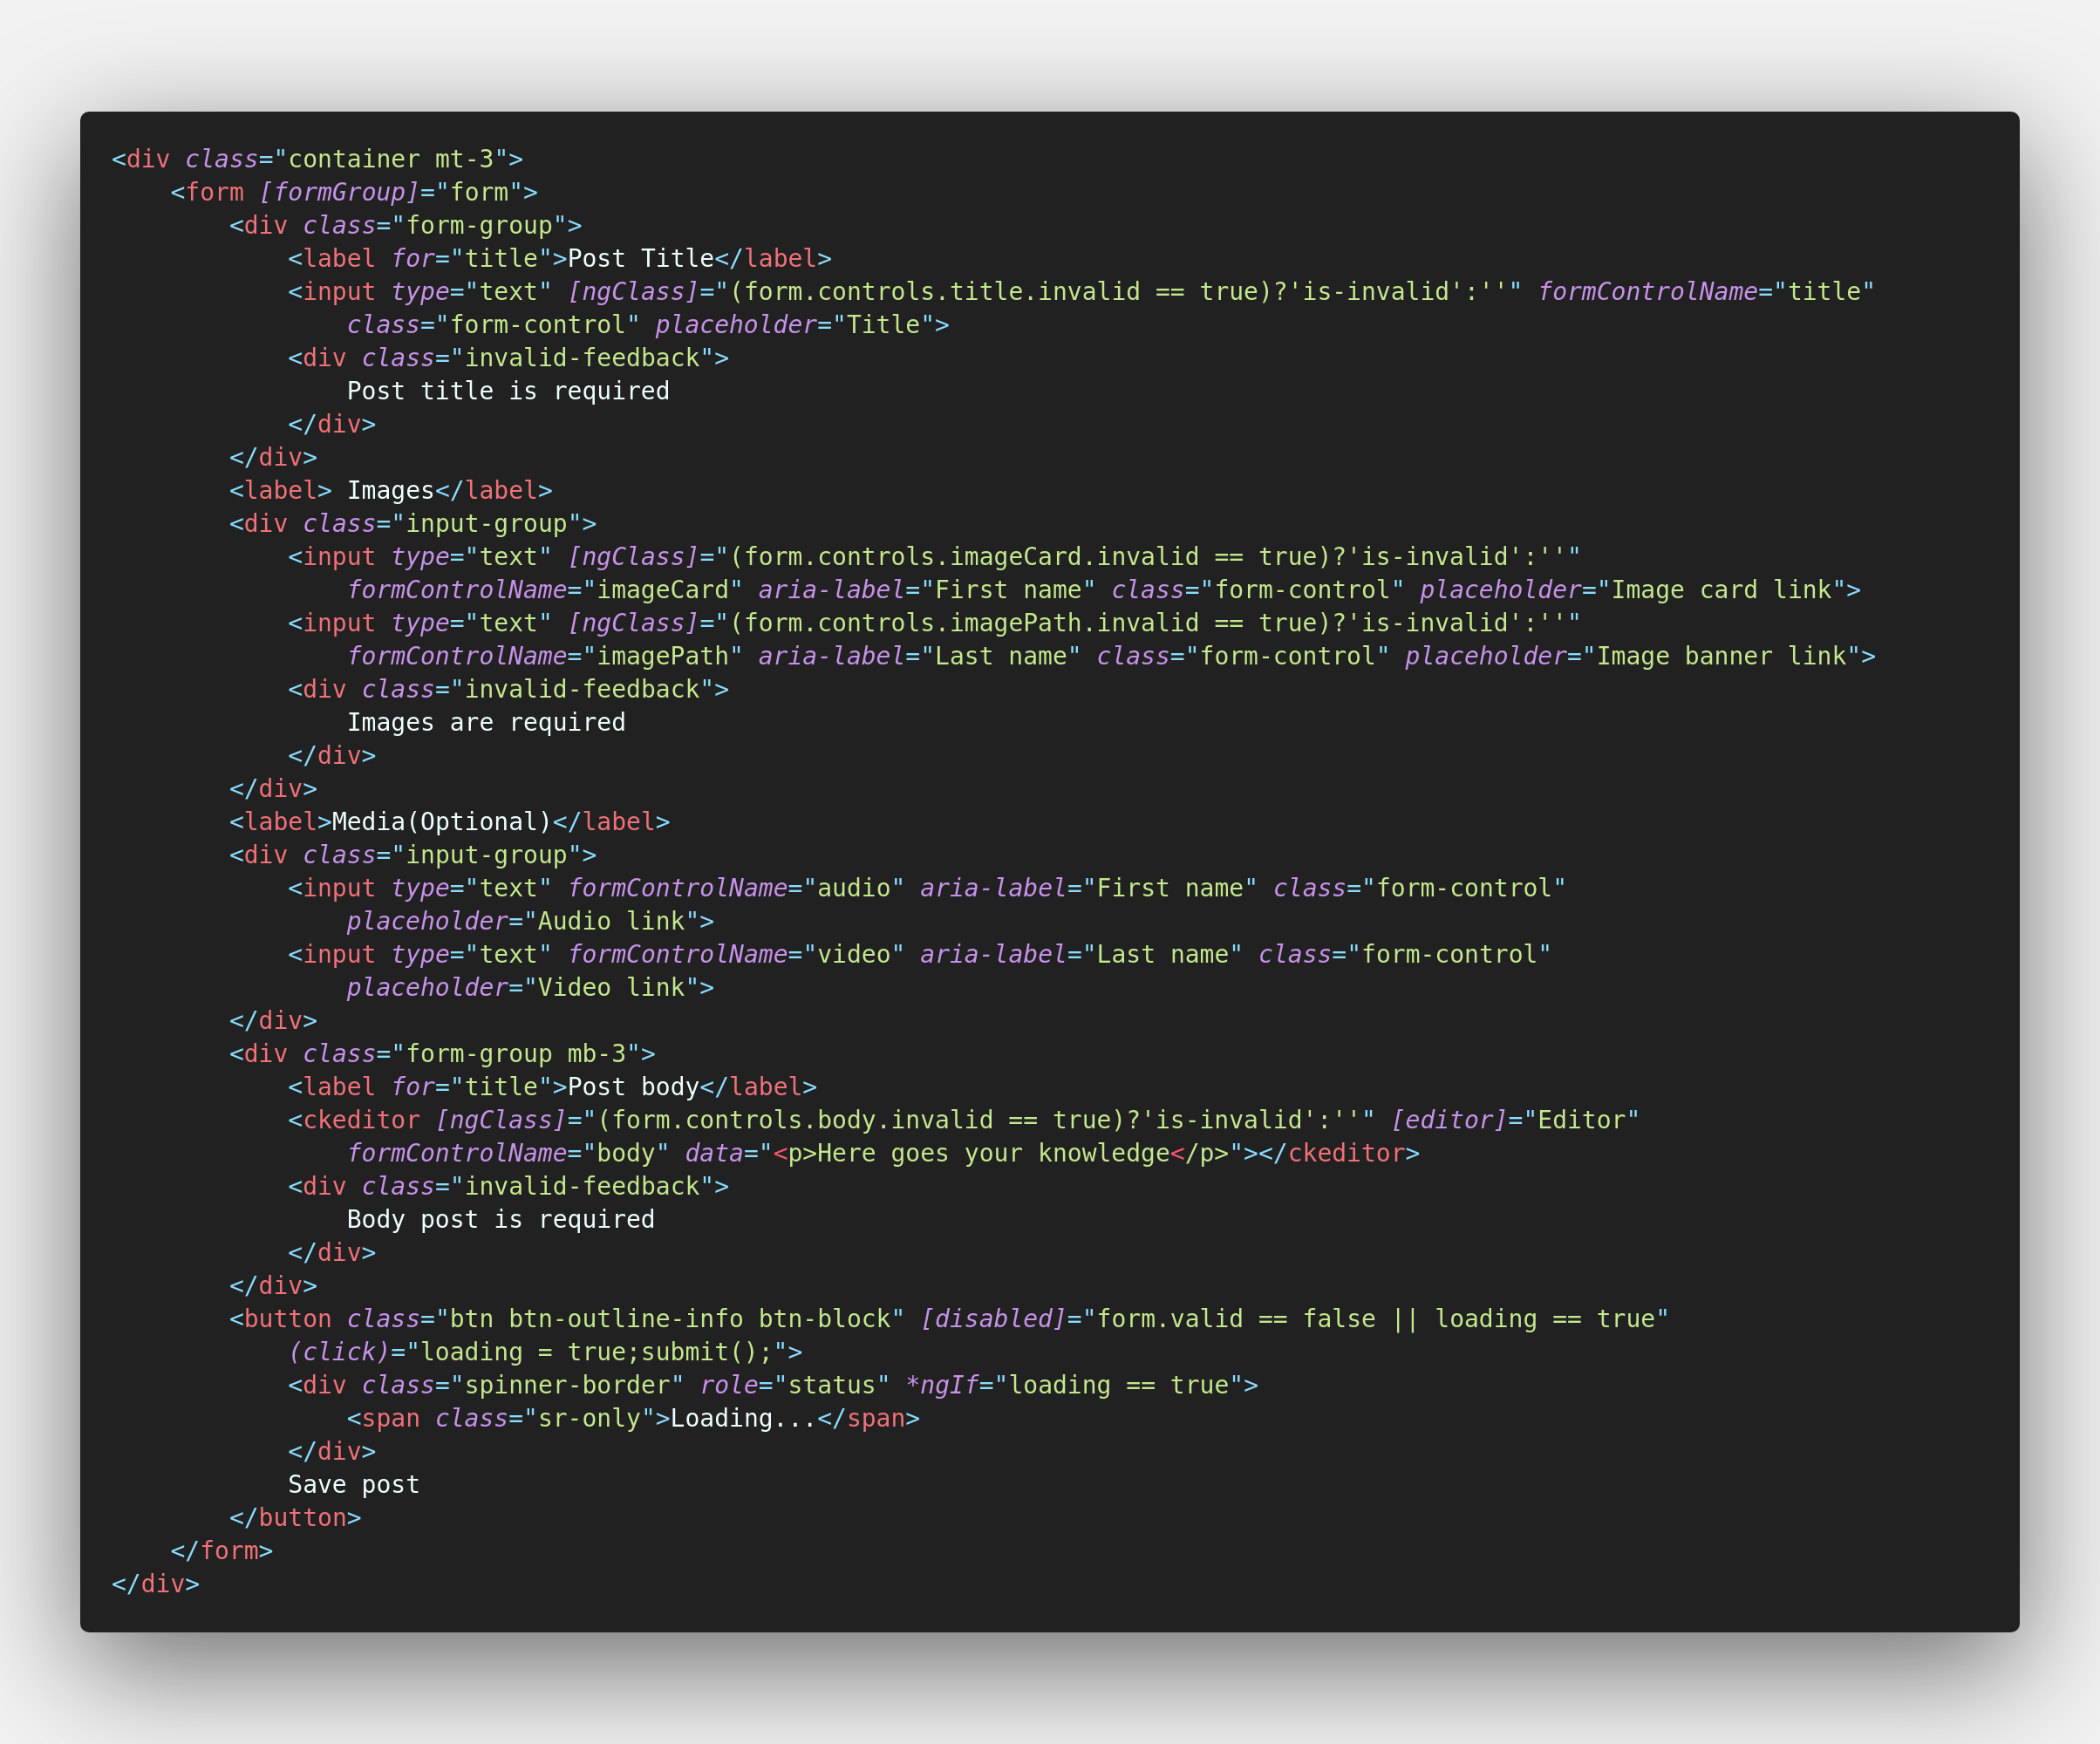 <div class="container mt-3">
    <form [formGroup]="form">
        <div class="form-group">
            <label for="title">Post Title</label>
            <input type="text" [ngClass]="(form.controls.title.invalid == true)?'is-invalid':''" formControlName="title"
                class="form-control" placeholder="Title">
            <div class="invalid-feedback">
                Post title is required
            </div>
        </div>
        <label> Images</label>
        <div class="input-group">
            <input type="text" [ngClass]="(form.controls.imageCard.invalid == true)?'is-invalid':''"
                formControlName="imageCard" aria-label="First name" class="form-control" placeholder="Image card link">
            <input type="text" [ngClass]="(form.controls.imagePath.invalid == true)?'is-invalid':''"
                formControlName="imagePath" aria-label="Last name" class="form-control" placeholder="Image banner link">
            <div class="invalid-feedback">
                Images are required
            </div>
        </div>
        <label>Media(Optional)</label>
        <div class="input-group">
            <input type="text" formControlName="audio" aria-label="First name" class="form-control"
                placeholder="Audio link">
            <input type="text" formControlName="video" aria-label="Last name" class="form-control"
                placeholder="Video link">
        </div>
        <div class="form-group mb-3">
            <label for="title">Post body</label>
            <ckeditor [ngClass]="(form.controls.body.invalid == true)?'is-invalid':''" [editor]="Editor"
                formControlName="body" data="<p>Here goes your knowledge</p>"></ckeditor>
            <div class="invalid-feedback">
                Body post is required
            </div>
        </div>
        <button class="btn btn-outline-info btn-block" [disabled]="form.valid == false || loading == true"
            (click)="loading = true;submit();">
            <div class="spinner-border" role="status" *ngIf="loading == true">
                <span class="sr-only">Loading...</span>
            </div>
            Save post
        </button>
    </form>
</div>